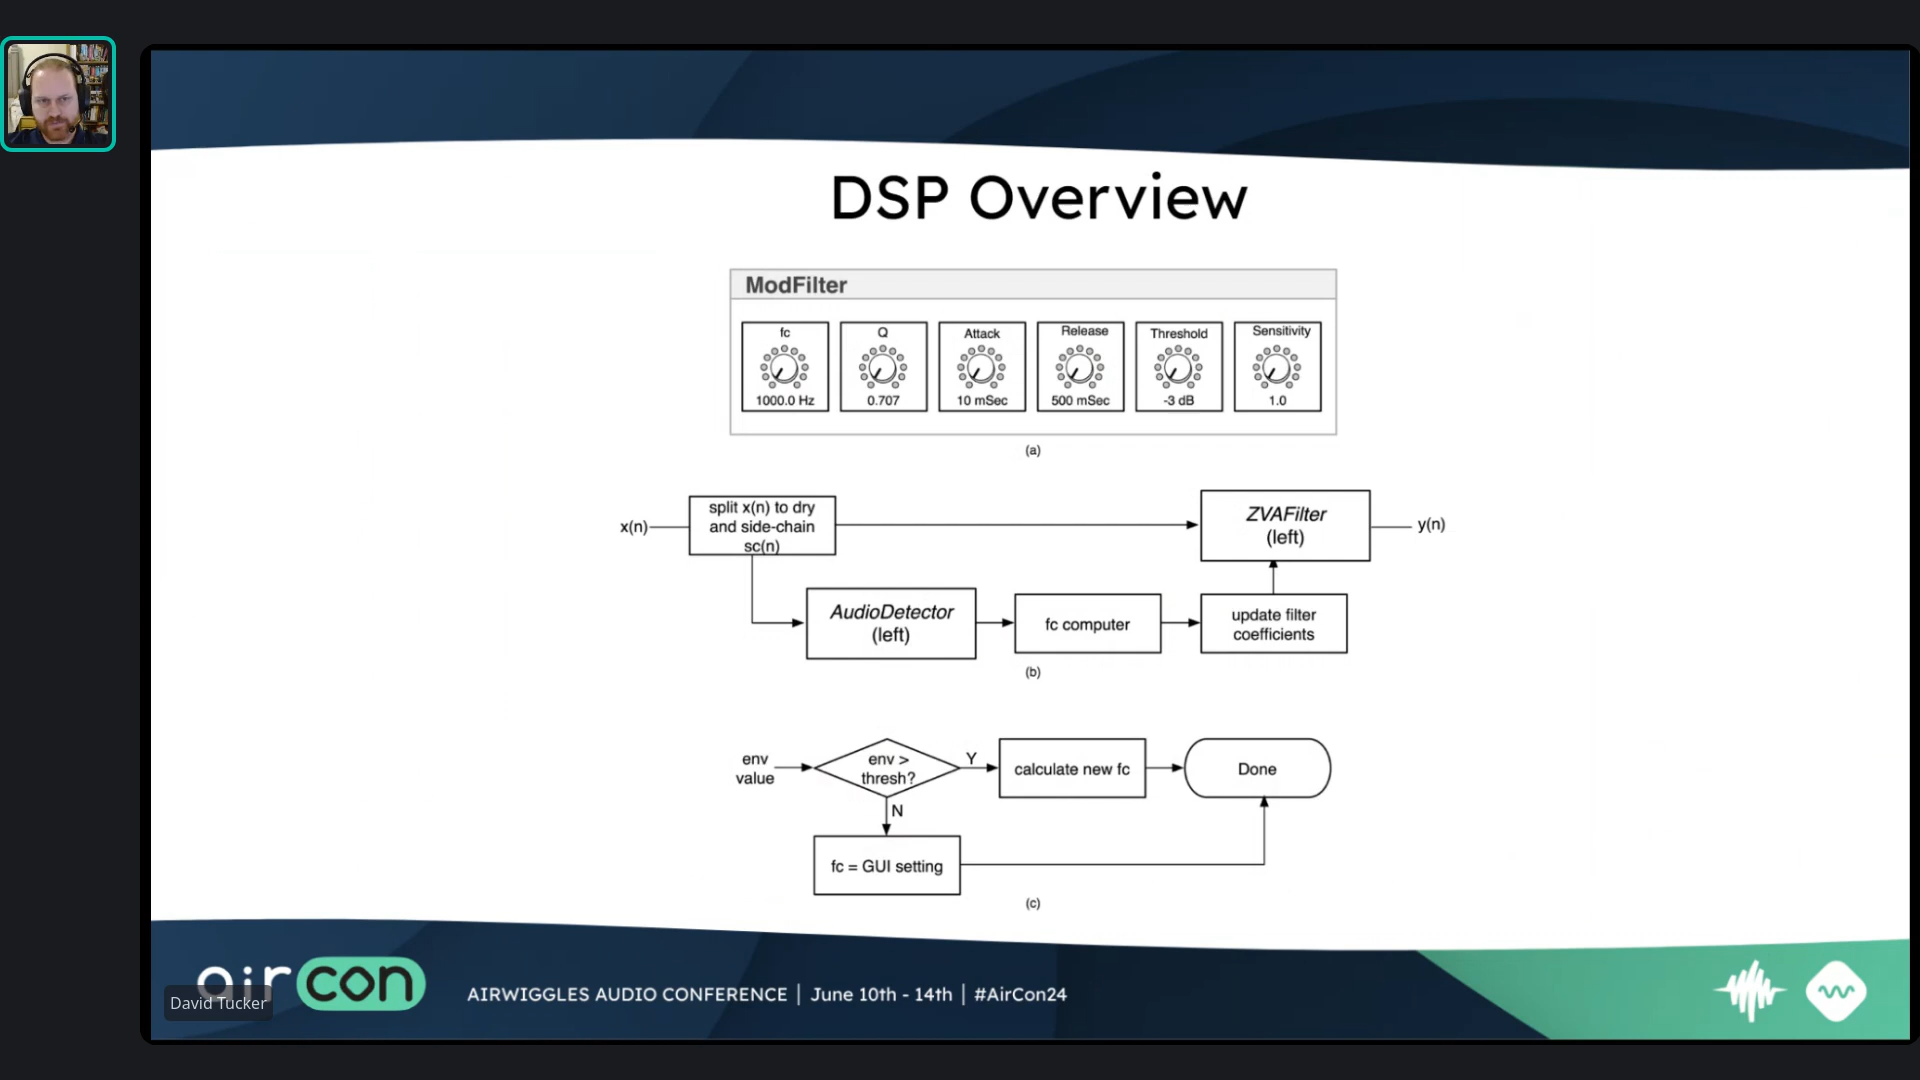 DSP Overview
ModFilter
fc
Q
Attack
Release
Threshold
Sensitivity
1000.0 Hz
0.707
10 mSec
500 mSec
-3 dB
1.0
(a)
x(n)
split x(n) to dry
and side-chain
sc(n)
ZVAFilter
(left)
y(n)
AudioDetector
(left)
fc computer
update filter
coefficients
(b)
env
value
env >
thresh?
Y
calculate new fc
Done
N
fc = GUI setting
(c)
air con
David Tucker
AIRWIGGLES AUDIO CONFERENCE | June 10th - 14th | #AirCon24